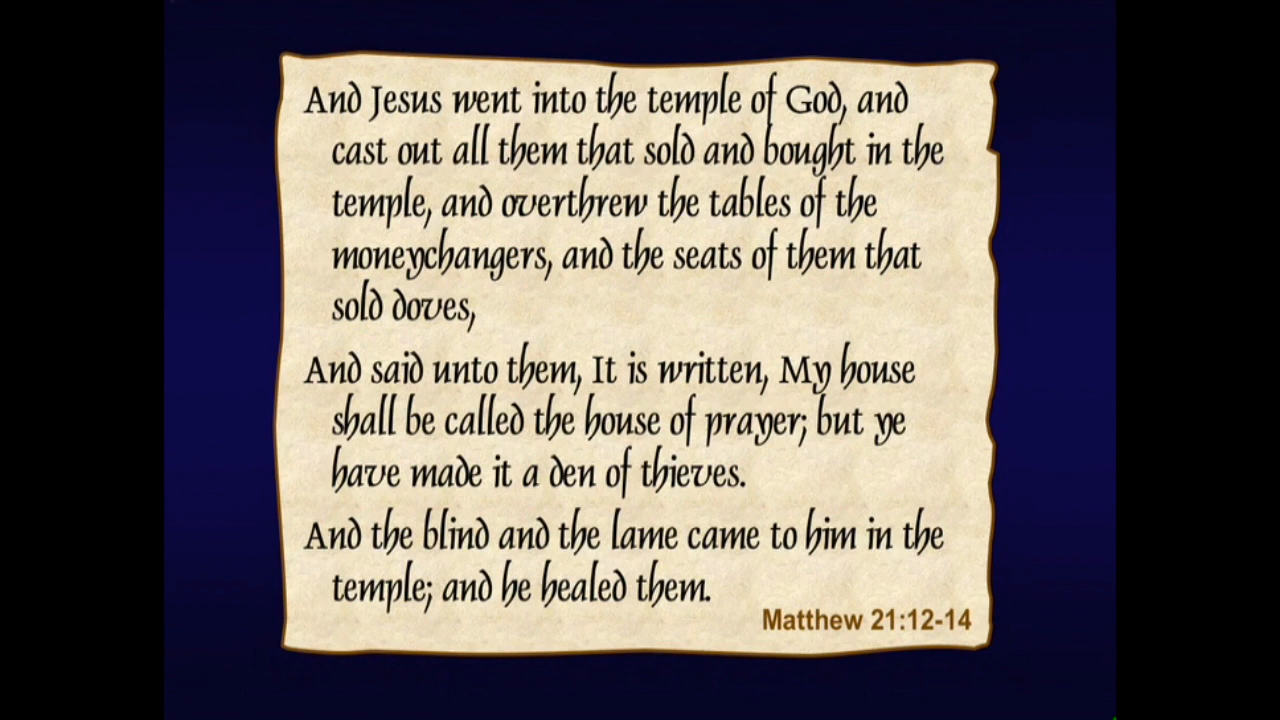 And Jesus went into the temple of God, and
cast out all them that sold and bought in the
temple, and overthrew the tables of the
moneychangers, and the seats of them that
sold doves,
And said unto them, It is written, My house
shall be called the house of prayer; but ye
have made it a den of thieves.
And the blind and the lame came to him in the
temple; and he healed them.
Matthew 21:12-14